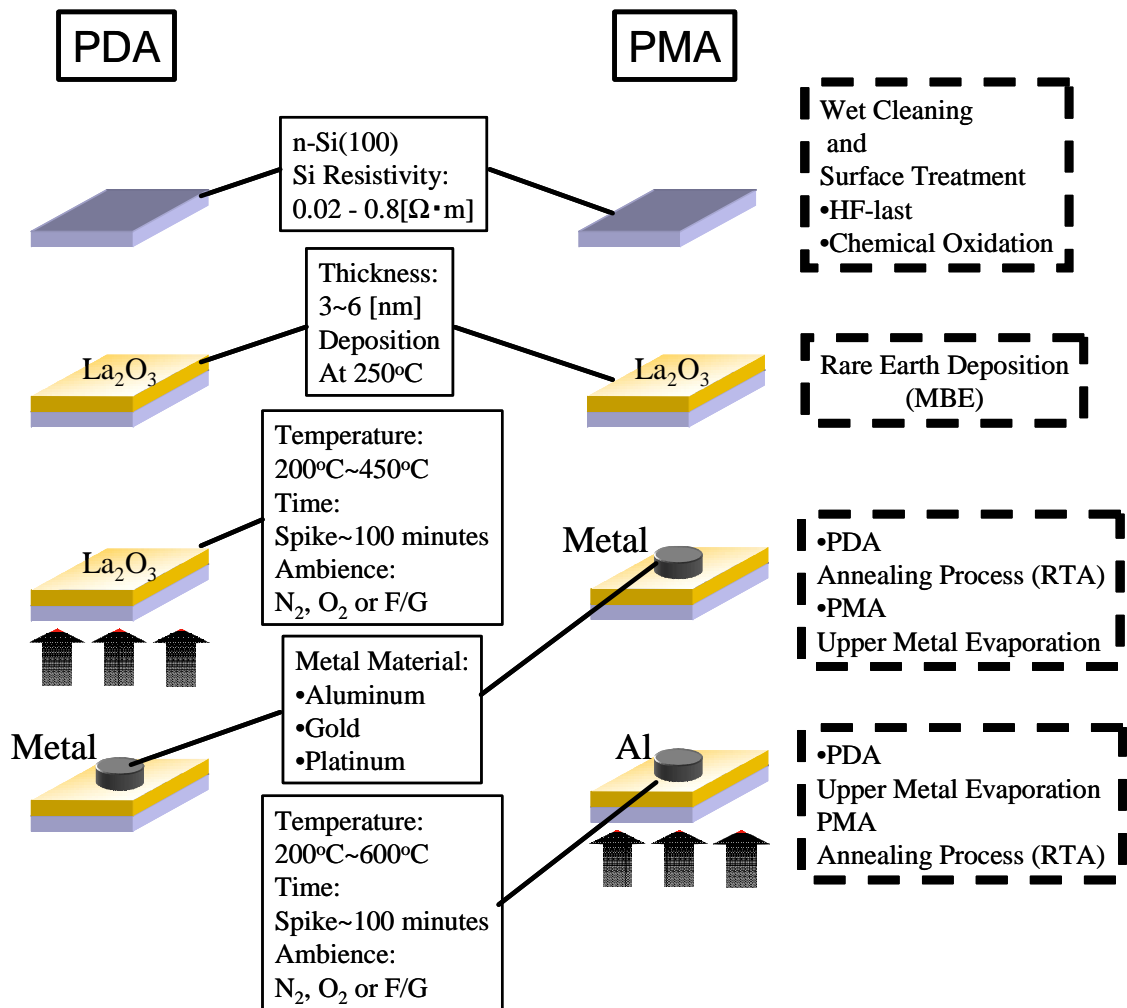 PDA
PMA
n-Si(100)
Si Resistivity:
0.02 - 0.8[Ω・m]
Wet Cleaning
and
Surface Treatment
•HF-last
•Chemical Oxidation
Thickness:
3~6 [nm]
Deposition
At 250°C
La₂O₃
La₂O₃
Rare Earth Deposition
(MBE)
Temperature:
200°C~450°C
Time:
Spike~100 minutes
Ambience:
N₂, O₂ or F/G
La₂O₃
Metal
•PDA
Annealing Process (RTA)
•PMA
Upper Metal Evaporation
Metal Material:
•Aluminum
•Gold
•Platinum
Metal
Al
•PDA
Upper Metal Evaporation
PMA
Annealing Process (RTA)
Temperature:
200°C~600°C
Time:
Spike~100 minutes
Ambience:
N₂, O₂ or F/G